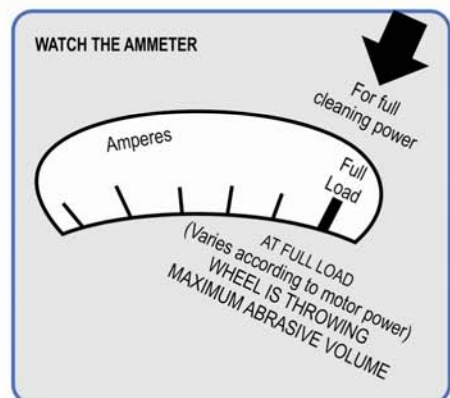 WATCH THE AMMETER
For full
cleaning power
Amperes
Full
Load
AT FULL LOAD
(Varies according to motor power)
WHEEL IS THROWING
MAXIMUM ABRASIVE VOLUME